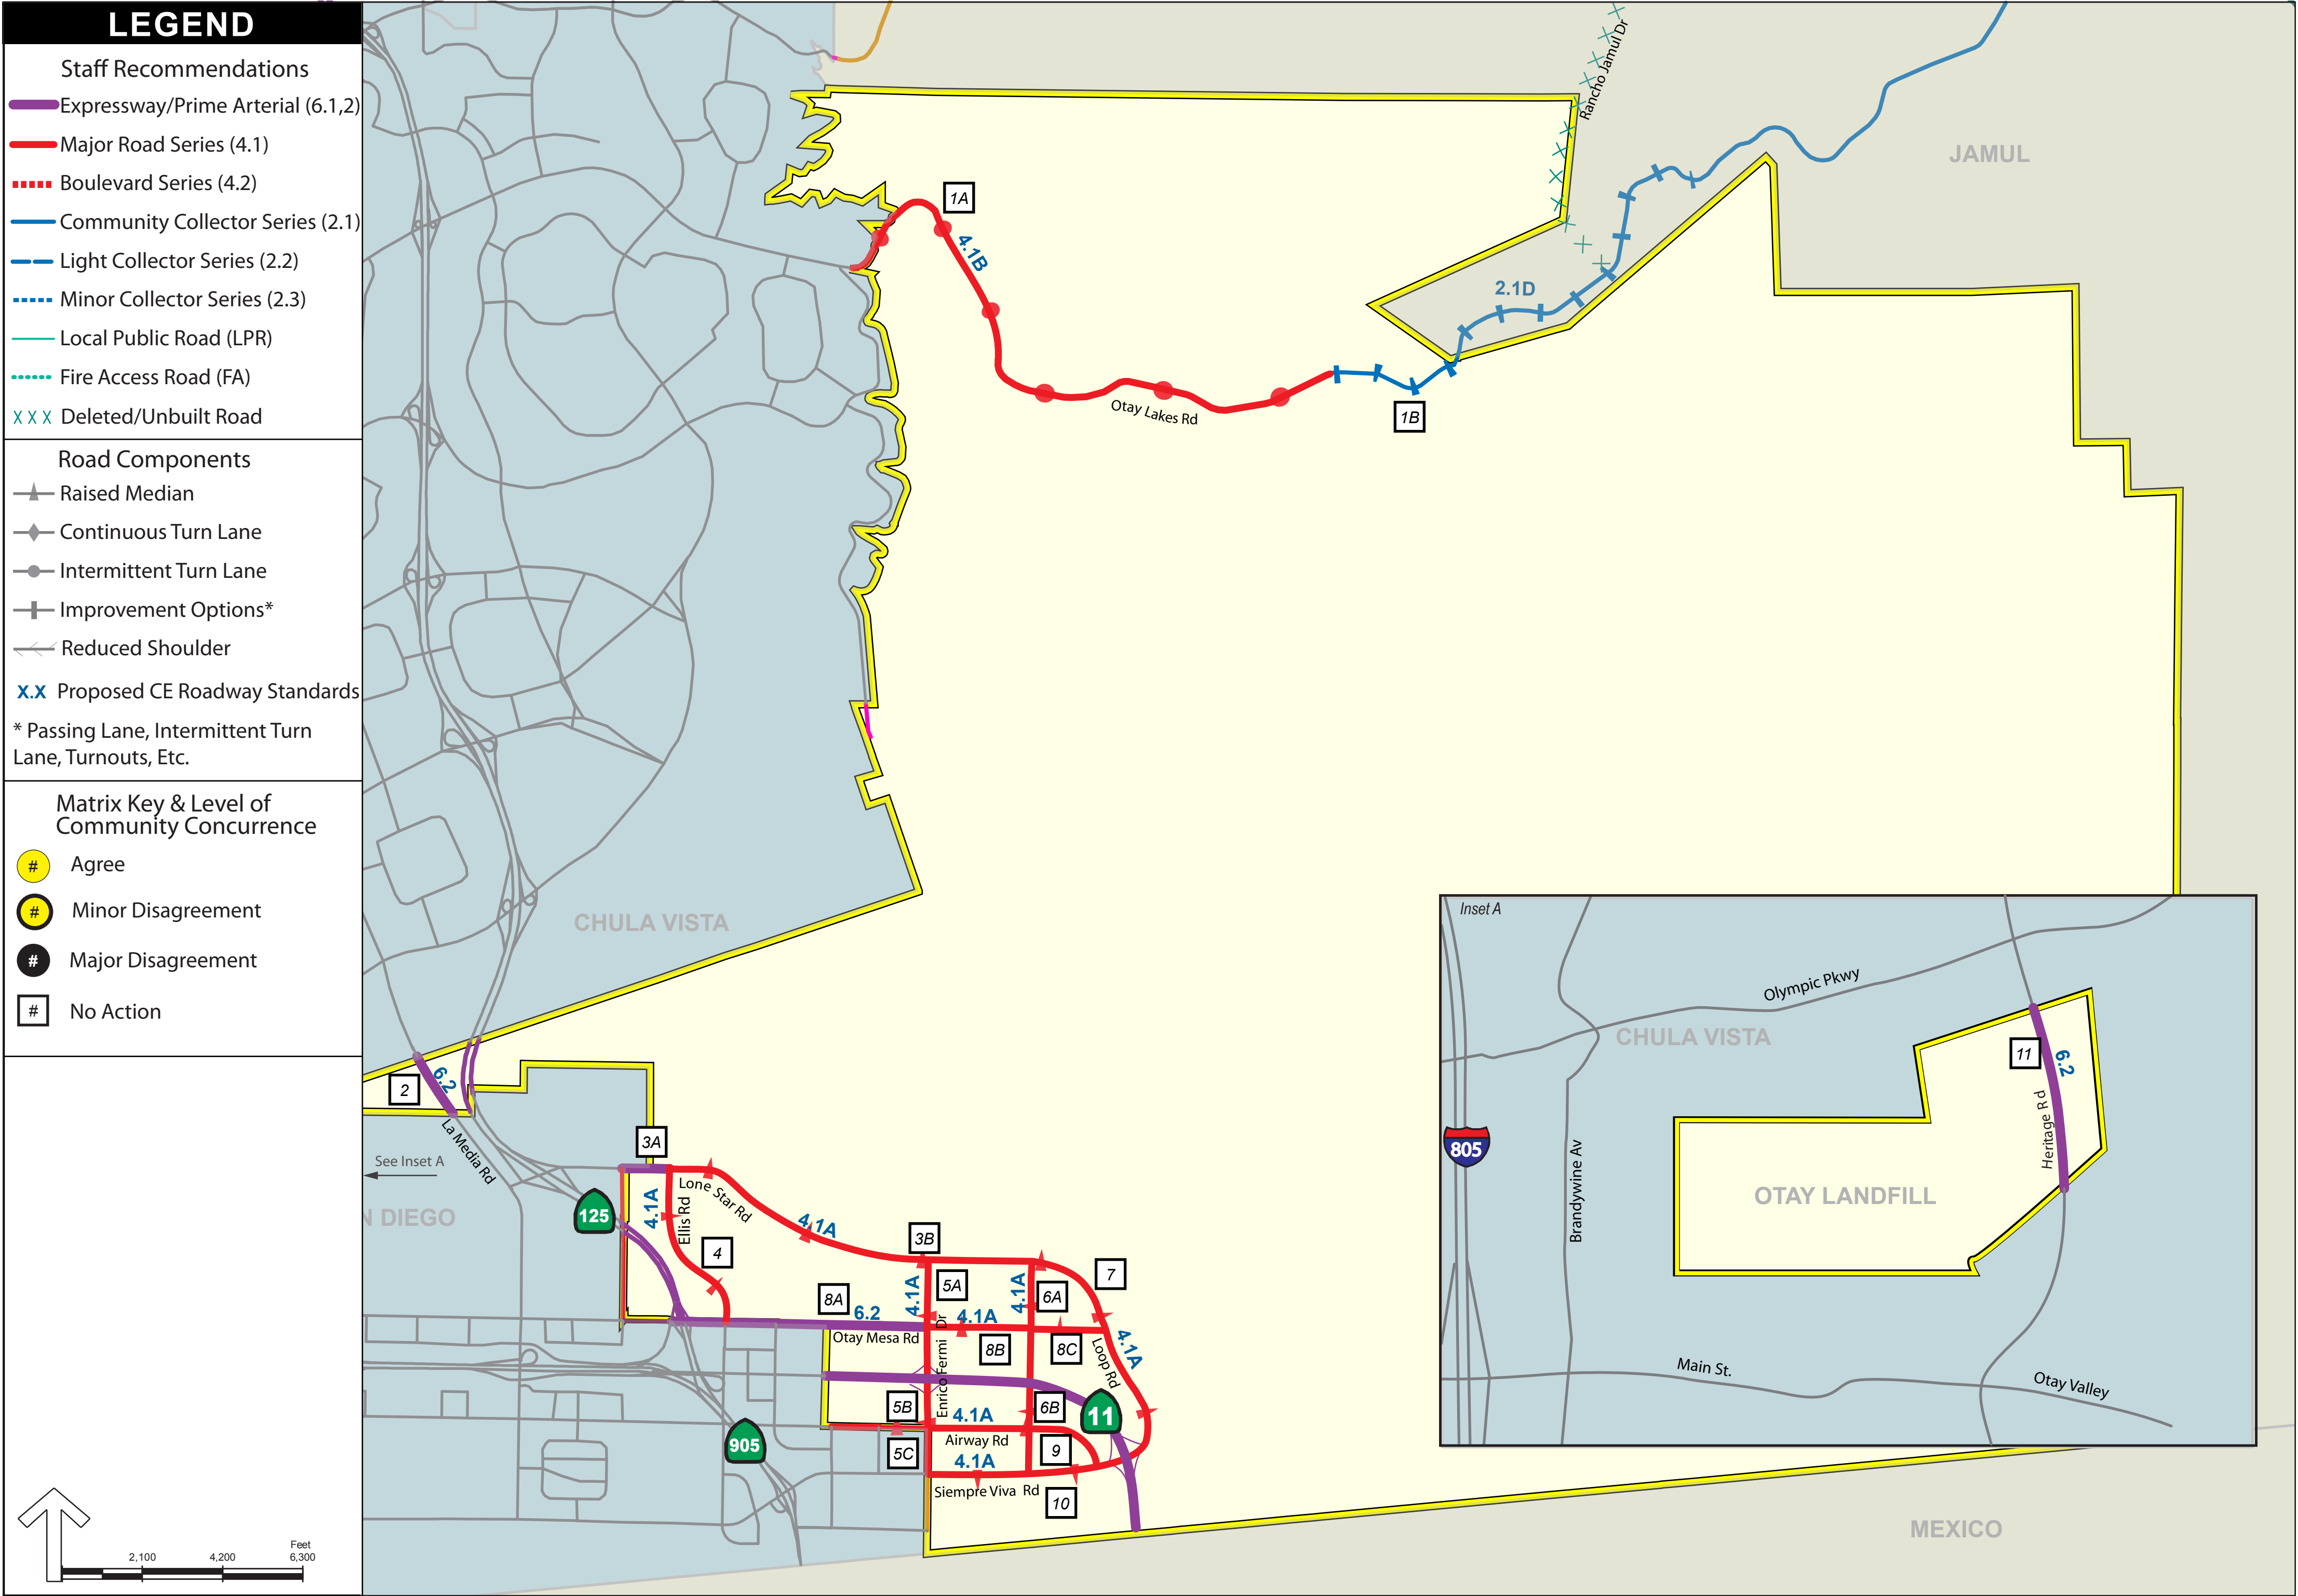 LEGEND
Staff Recommendations
Expressway/Prime Arterial (6.1,2)
Major Road Series (4.1)
Boulevard Series (4.2)
Community Collector Series (2.1)
Light Collector Series (2.2)
Minor Collector Series (2.3)
Local Public Road (LPR)
Fire Access Road (FA)
X X X Deleted/Unbuilt Road
Road Components
Raised Median
Continuous Turn Lane
Intermittent Turn Lane
Improvement Options*
Reduced Shoulder
X.X Proposed CE Roadway Standards
* Passing Lane, Intermittent Turn
Lane, Turnouts, Etc.
Matrix Key & Level of
Community Concurrence
# Agree
# Minor Disagreement
# Major Disagreement
# No Action
Feet
2,100 4,200 6,300
Rancho Jamul Dr
JAMUL
1A
4.1B
2.1D
Otay Lakes Rd
1B
CHULA VISTA
2
6.2
La Media Rd
See Inset A
N DIEGO
125
3A
Lone Star Rd
4.1A
Ellis Rd
4
4.1A
3B
5A
4.1A
4.1A
6A
7
8A
6.2
4.1A
Otay Mesa Rd
Enrico Fermi Dr
8B
8C
Loop Rd
4.1A
5B
4.1A
6B
11
905
5C
Airway Rd
9
4.1A
Siempre Viva Rd
10
MEXICO
Inset A
Olympic Pkwy
CHULA VISTA
11
6.2
Heritage Rd
805
Brandywine Av
OTAY LANDFILL
Main St.
Otay Valley